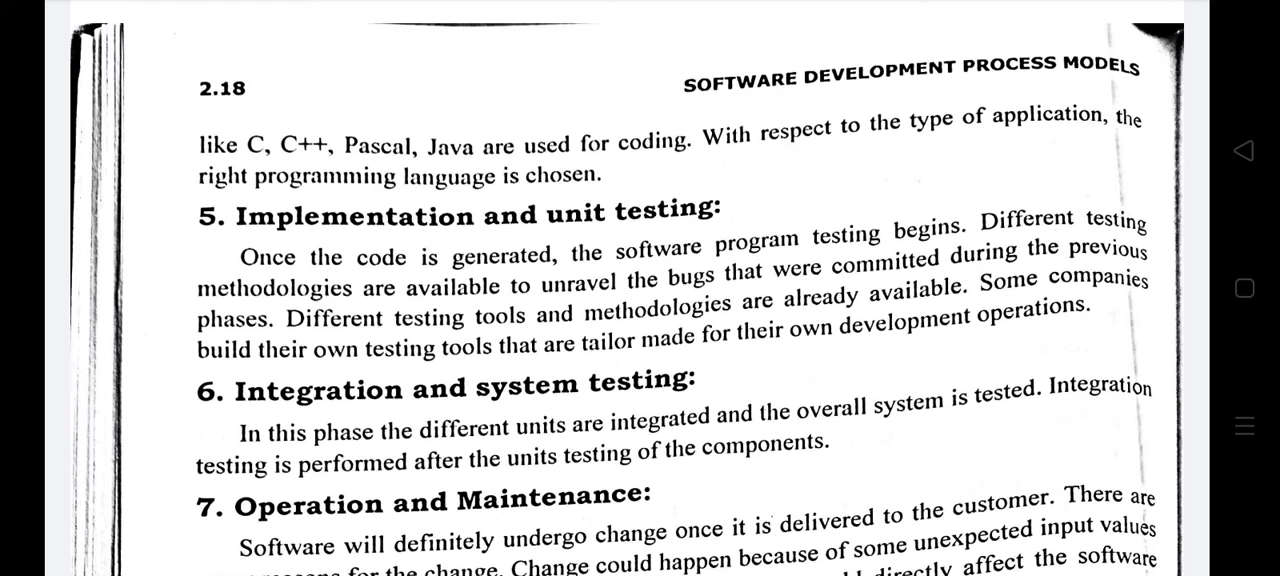 2.18
SOFTWARE DEVELOPMENT PROCESS MODELS
like C, C++, Pascal, Java are used for coding. With respect to the type of application, the
right programming language is chosen.
5. Implementation and unit testing:
Once the code is generated, the software program testing begins. Different testing
methodologies are available to unravel the bugs that were committed during the previous
phases. Different testing tools and methodologies are already available. Some companies
build their own testing tools that are tailor made for their own development operations.
6. Integration and system testing:
In this phase the different units are integrated and the overall system is tested. Integration
testing is performed after the units testing of the components.
7. Operation and Maintenance:
Software will definitely undergo change once it is delivered to the customer. There are
for the change. Change could happen because of some unexpected input values
directly affect the software